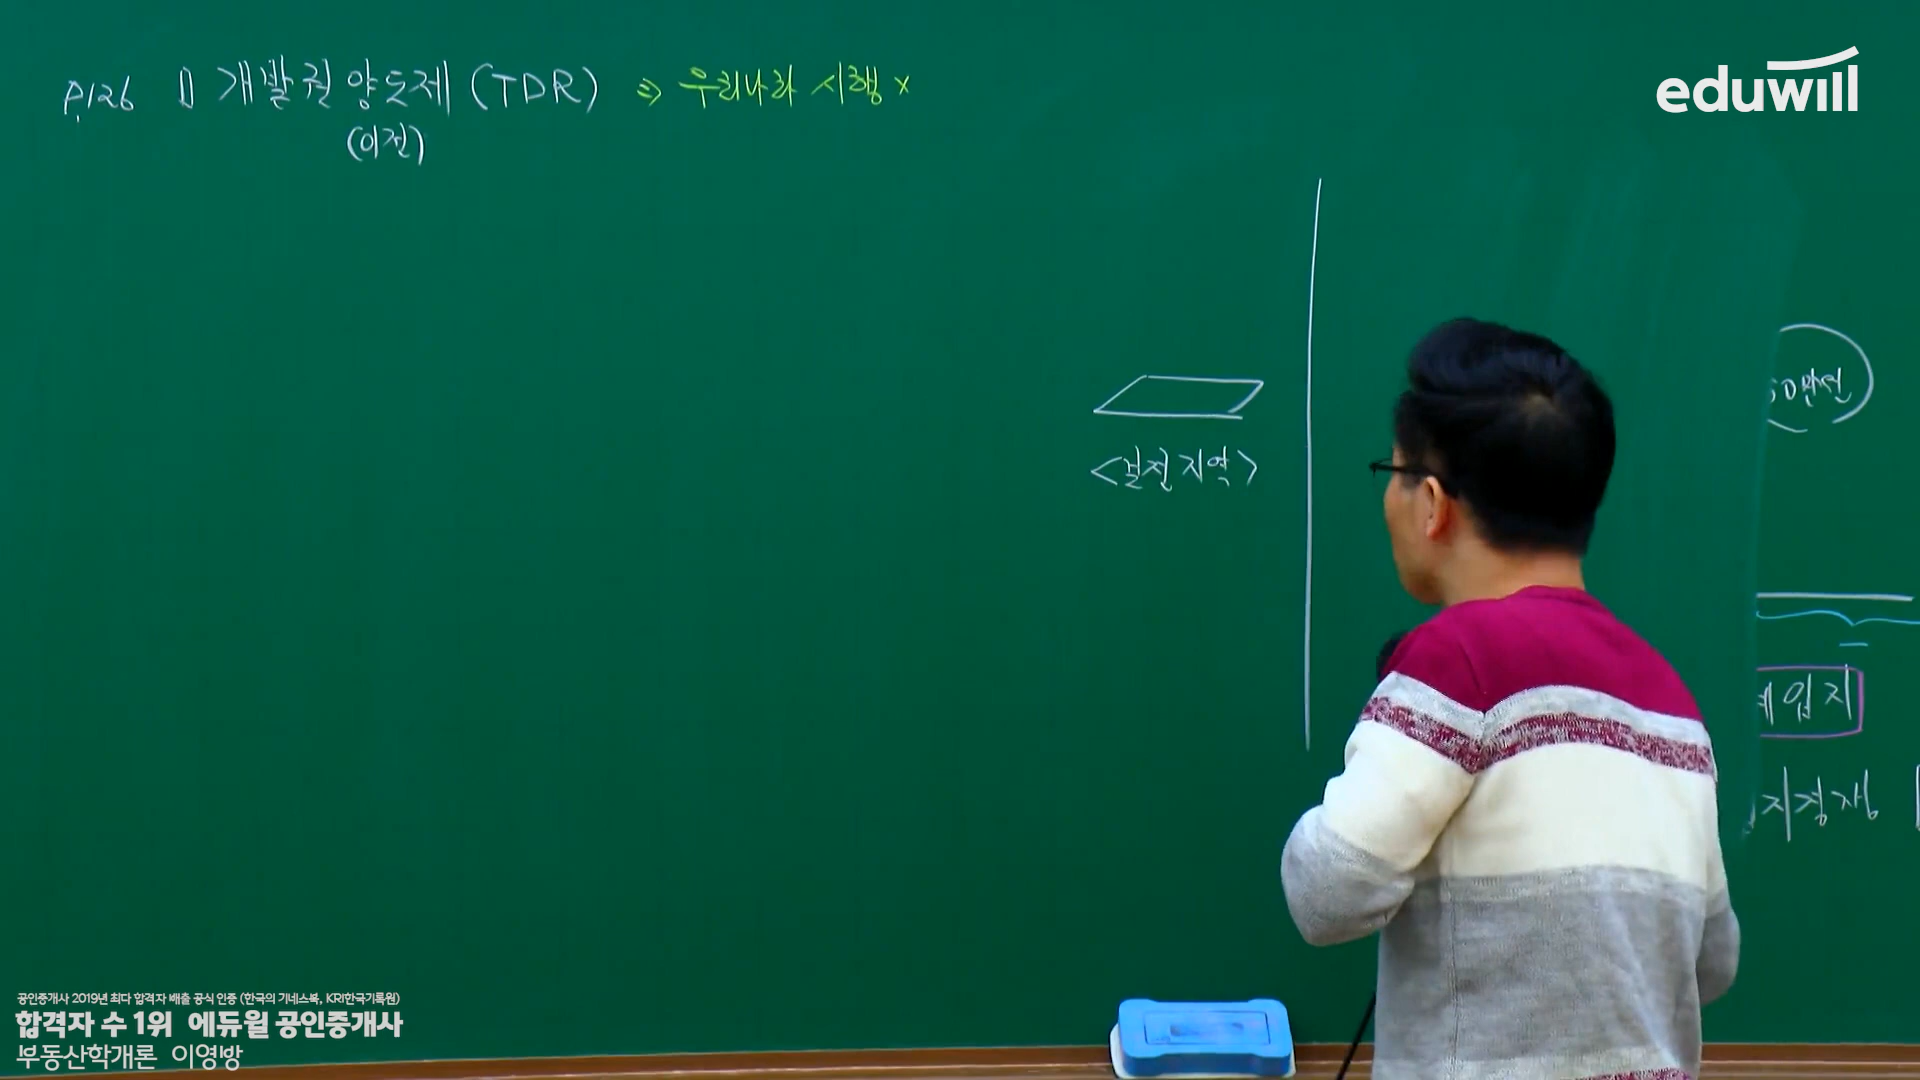 P.126 ▯ 개발권양도제 (TDR) ⇒ 우리나라 시행 x
(이전)
eduwill
0만원
<보전지역>
입지
지경쟁
공인중개사 2019년 최다 합격자 배출 공식 인증 (한국의 기네스북, KRI한국기록원)
합격자 수 1위 에듀윌 공인중개사
부동산학개론 이영방